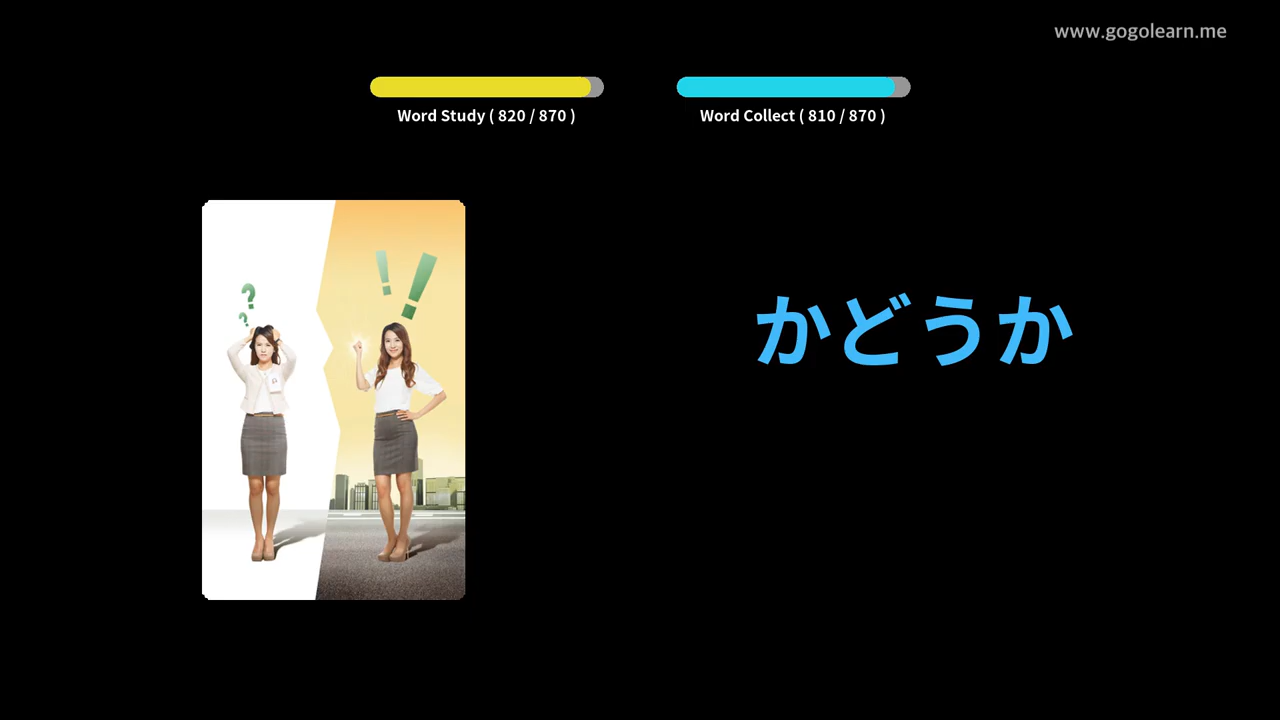 www.gogolearn.me
Word Study ( 820 / 870 )
Word Collect ( 810 / 870 )
? ?
! !
かどうか